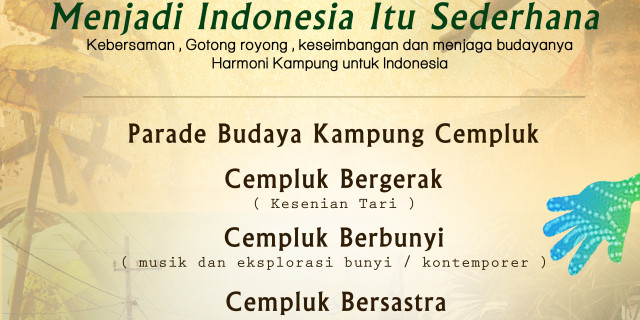 Menjadi Indonesia Itu Sederhana
Kebersaman , Gotong royong , keseimbangan dan menjaga budayanya
Harmoni Kampung untuk Indonesia
Parade Budaya Kampung Cempluk
Cempluk Bergerak
( Kesenian Tari )
Cempluk Berbunyi
( musik dan eksplorasi bunyi / kontemporer )
Cempluk Bersastra